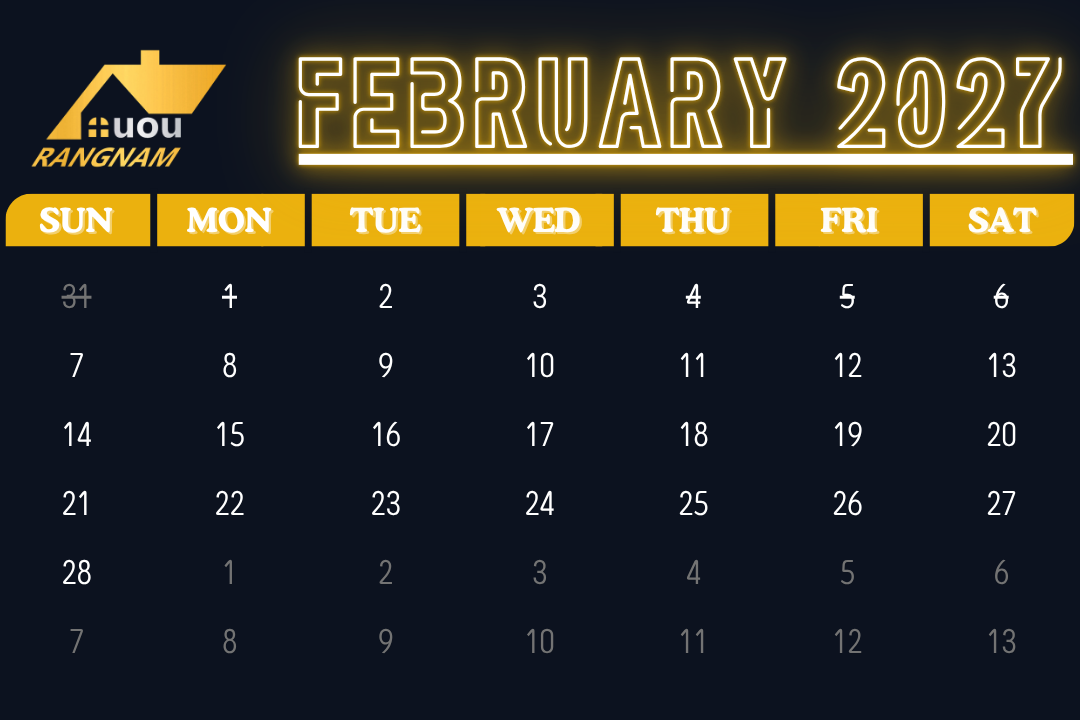 FEBRUARY 2027
uou
RANGNAM
SUN MON TUE WED THU FRI SAT
31 1 2 3 4 5 6
7 8 9 10 11 12 13
14 15 16 17 18 19 20
21 22 23 24 25 26 27
28 1 2 3 4 5 6
7 8 9 10 11 12 13